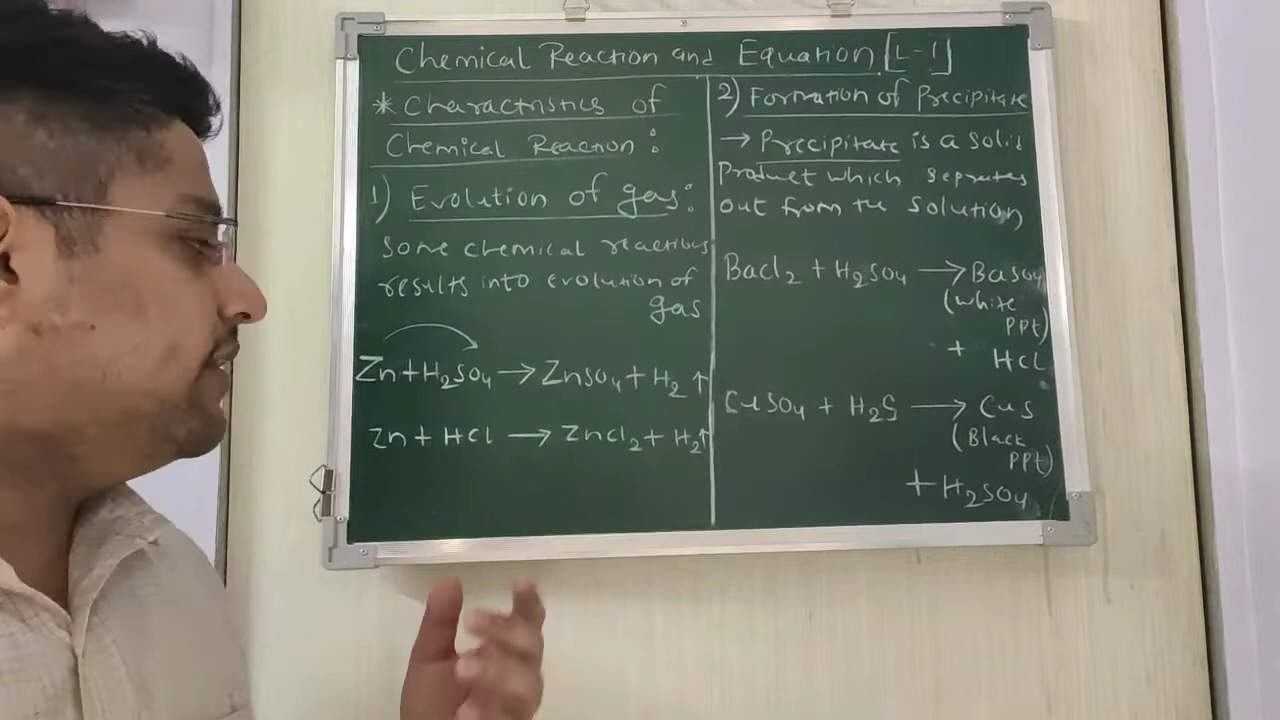 Chemical Reaction and Equation [L-1]
* Charactristics of
Chemical Reaction :
1) Evolution of gas:
Some chemical reactions
results into evolution of
gas
Zn+H₂SO₄ → ZnSO₄ + H₂ ↑
Zn + HCl → ZnCl₂ + H₂↑
2) Formation of Precipitate
→ Precipitate is a solid
Product which seprates
out from the solution
BaCl₂ + H₂SO₄ → BaSO₄
(White
PPt)
+ HCl
CuSO₄ + H₂S → CuS
(Black
PPt)
+ H₂SO₄